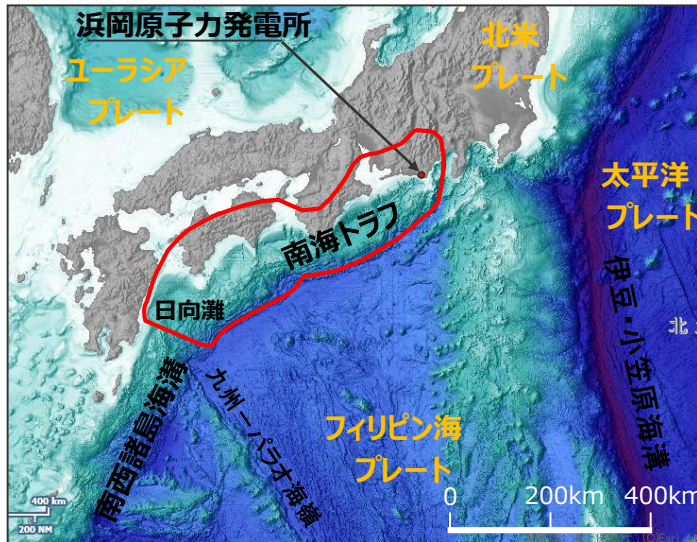 浜岡原子力発電所
ユーラシア
プレート
北米
プレート
太平洋
プレート
南海トラフ
日向灘
伊豆・小笠原海溝
北
南西諸島海溝
九州ーパラオ海嶺
フィリピン海
プレート
0 200km 400km
400 km
200 NM